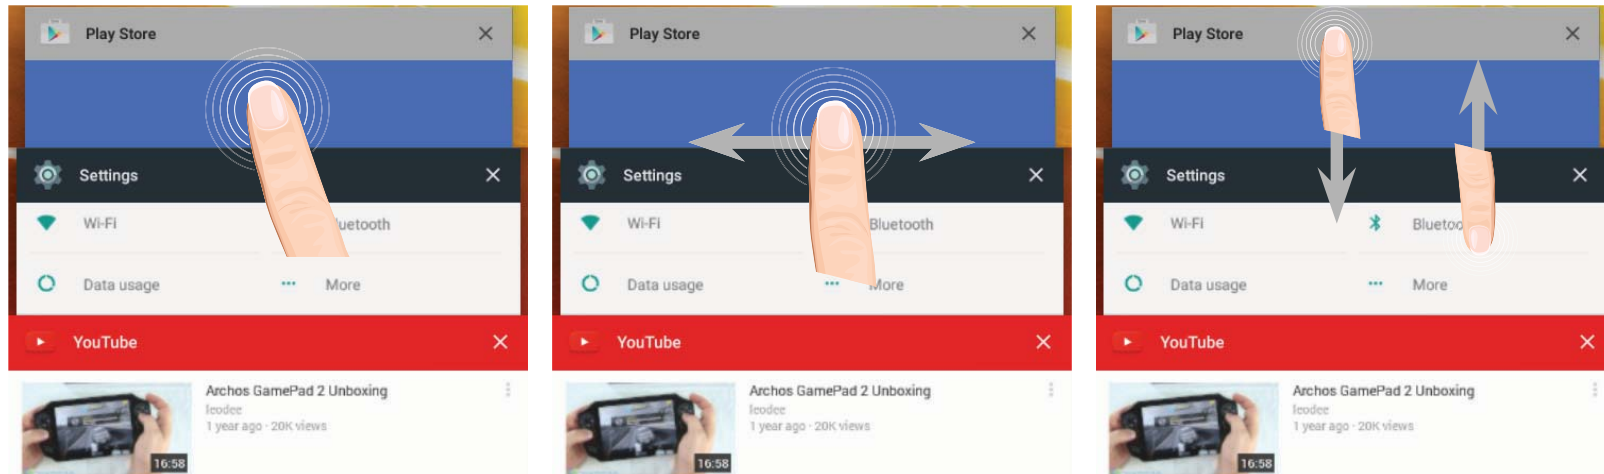 Play Store
Settings
Wi-Fi
luetooth
Data usage
More
YouTube
Archos GamePad 2 Unboxing
leodee
1 year ago · 20K views
16:58
Play Store
Settings
Wi-Fi
Bluetooth
Data usage
More
YouTube
Archos GamePad 2 Unboxing
leodee
1 year ago · 20K views
16:58
Play Store
Settings
Wi-Fi
Bluetoo
Data usage
More
YouTube
Archos GamePad 2 Unboxing
leodee
1 year ago · 20K views
16:58